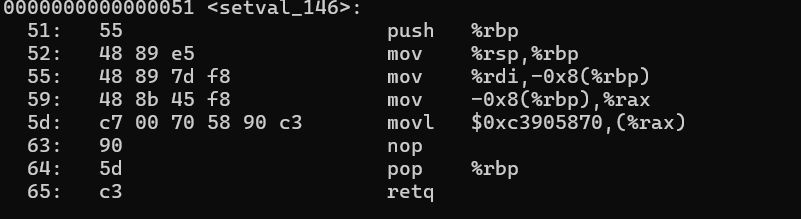 0000000000000051 <setval_146>:
51: 55 push %rbp
52: 48 89 e5 mov %rsp,%rbp
55: 48 89 7d f8 mov %rdi,-0x8(%rbp)
59: 48 8b 45 f8 mov -0x8(%rbp),%rax
5d: c7 00 70 58 90 c3 movl $0xc3905870,(%rax)
63: 90 nop
64: 5d pop %rbp
65: c3 retq